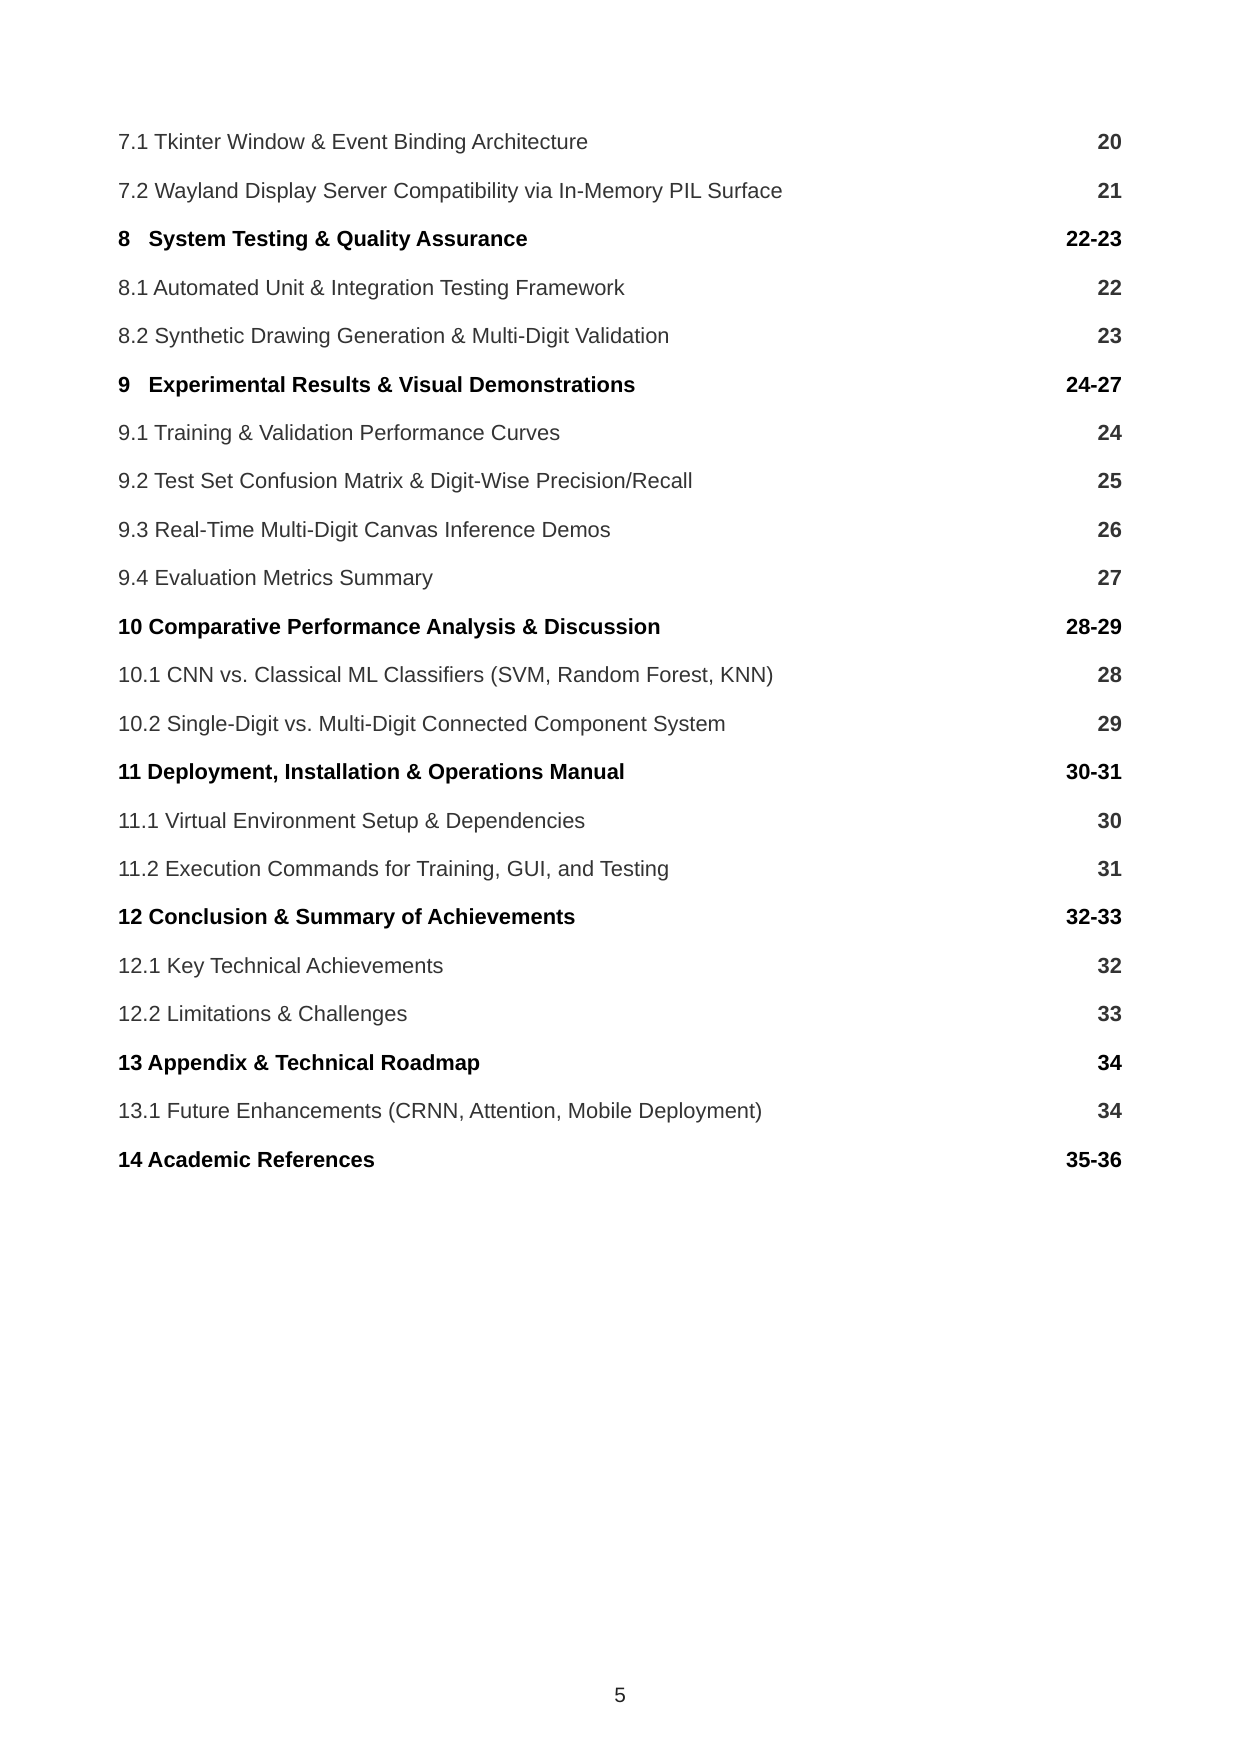 7.1 Tkinter Window & Event Binding Architecture 20
7.2 Wayland Display Server Compatibility via In-Memory PIL Surface 21
8 System Testing & Quality Assurance 22-23
8.1 Automated Unit & Integration Testing Framework 22
8.2 Synthetic Drawing Generation & Multi-Digit Validation 23
9 Experimental Results & Visual Demonstrations 24-27
9.1 Training & Validation Performance Curves 24
9.2 Test Set Confusion Matrix & Digit-Wise Precision/Recall 25
9.3 Real-Time Multi-Digit Canvas Inference Demos 26
9.4 Evaluation Metrics Summary 27
10 Comparative Performance Analysis & Discussion 28-29
10.1 CNN vs. Classical ML Classifiers (SVM, Random Forest, KNN) 28
10.2 Single-Digit vs. Multi-Digit Connected Component System 29
11 Deployment, Installation & Operations Manual 30-31
11.1 Virtual Environment Setup & Dependencies 30
11.2 Execution Commands for Training, GUI, and Testing 31
12 Conclusion & Summary of Achievements 32-33
12.1 Key Technical Achievements 32
12.2 Limitations & Challenges 33
13 Appendix & Technical Roadmap 34
13.1 Future Enhancements (CRNN, Attention, Mobile Deployment) 34
14 Academic References 35-36
5